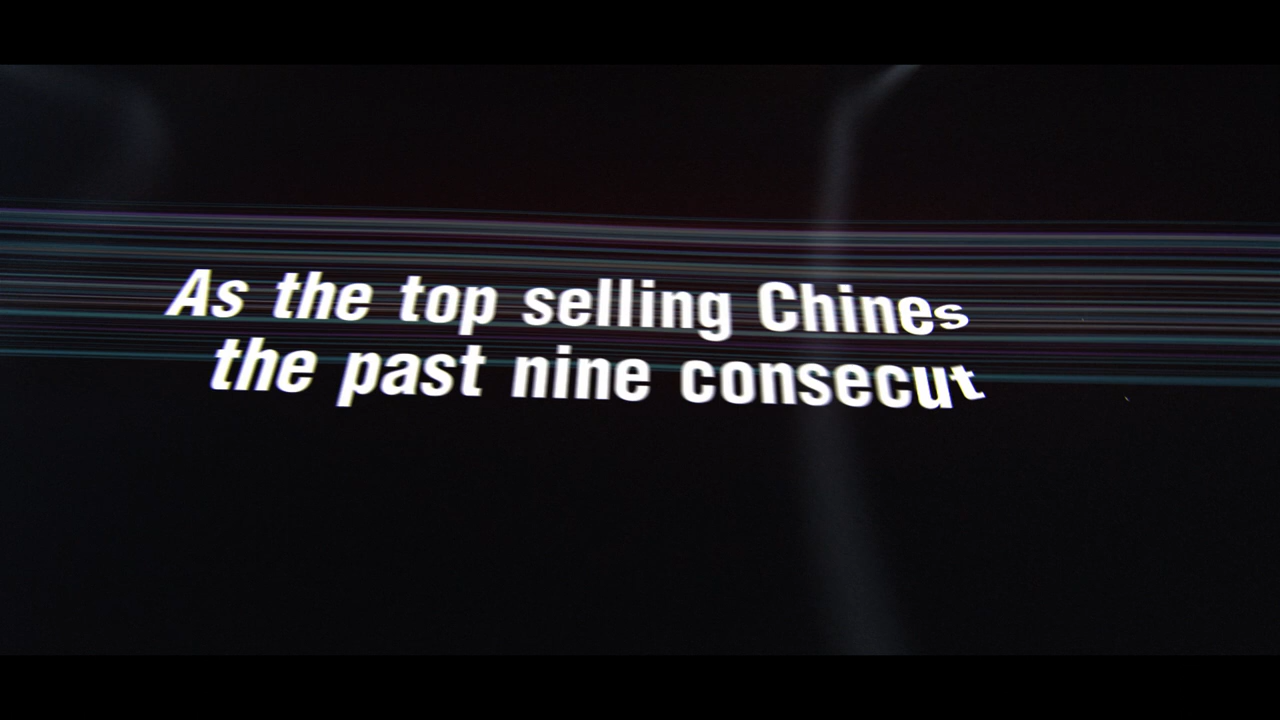 As the top selling Chines
the past nine consecut